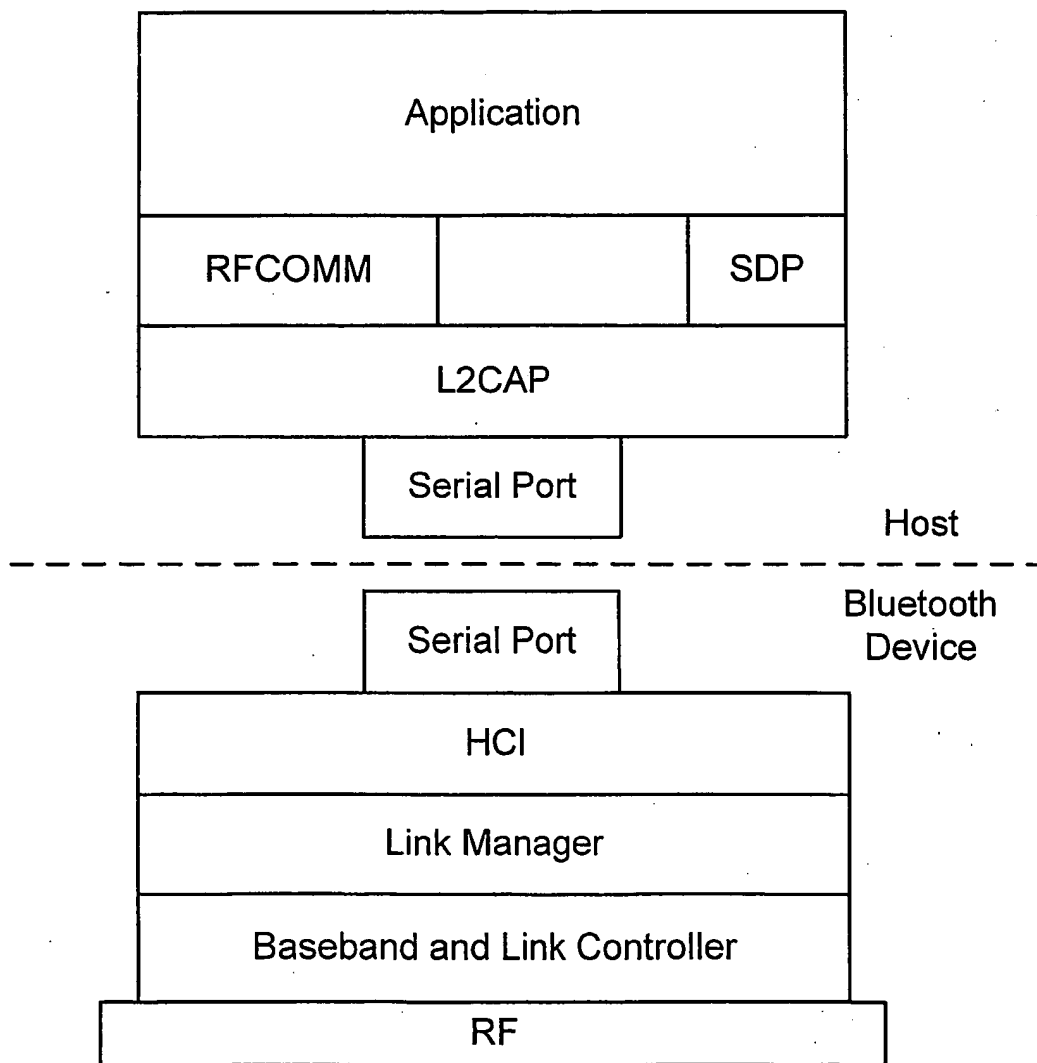 Application
RFCOMM
SDP
L2CAP
Serial Port
Host
Bluetooth
Device
Serial Port
HCI
Link Manager
Baseband and Link Controller
RF